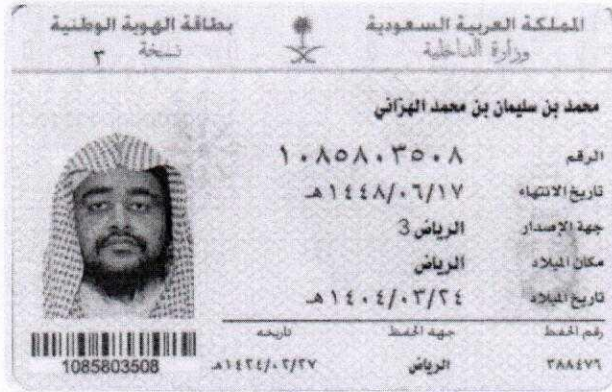 المملكة العربية السعودية
وزارة الداخلية
بطاقة الهوية الوطنية
نسخة ٣
محمد بن سليمان بن محمد الهزاني
الرقم ١٠٨٥٨٠٣٥٠٨
تاريخ الانتهاء ١٤٤٨/٠٦/١٧هـ
جهة الإصدار الرياض 3
مكان الميلاد الرياض
تاريخ الميلاد ١٤٠٤/٠٣/٢٤هـ
رقم الحفظ جهة الحفظ تاريخه
٣٨٨٤٧٦ الرياض
1085803508